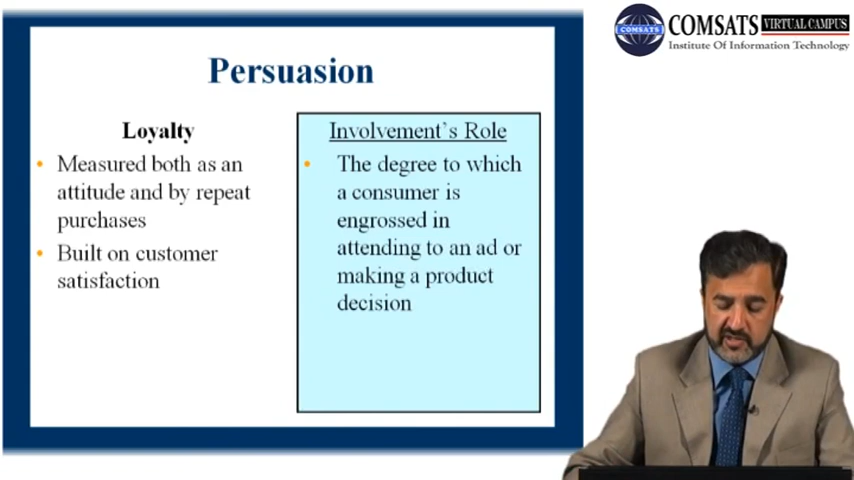 COMSATS VIRTUAL CAMPUS
Institute Of Information Technology
COMSATS
Persuasion
Loyalty
• Measured both as an
attitude and by repeat
purchases
• Built on customer
satisfaction
Involvement's Role
• The degree to which
a consumer is
engrossed in
attending to an ad or
making a product
decision